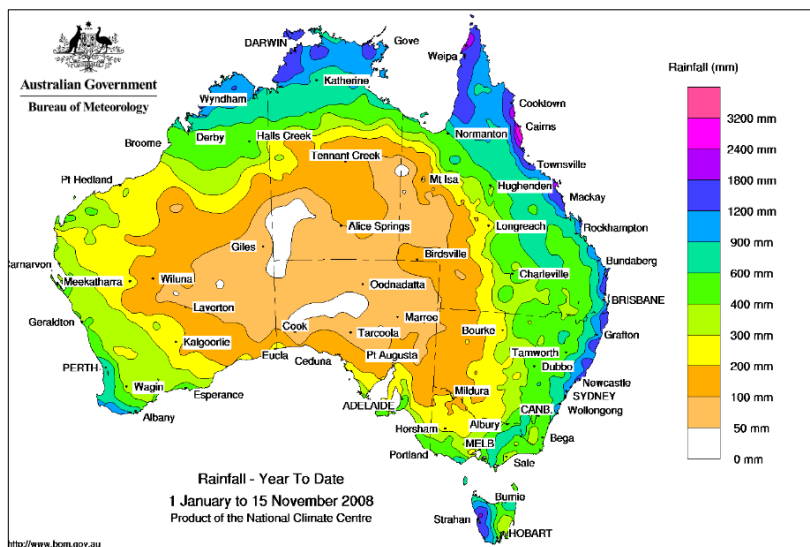 Australian Government
Bureau of Meteorology
DARWIN
Gove
Weipa
Katherine
Wyndham
Cooktown
Cairns
Normanton
Derby
Halls Creek
Broome
Tennant Creek
Townsville
Mt Isa
Pt Hedland
Hughenden
Mackay
Alice Springs
Longreach
Rockhampton
Giles
Birdsville
Bundaberg
Carnarvon
Meekatharra
Wiluna
Oodnadatta
Charleville
Laverton
BRISBANE
Geraldton
Cook
Marree
Tarcoola
Bourke
Grafton
Kalgoorlie
Eucla
Ceduna
Pt Augusta
Tamworth
Dubbo
PERTH
Wagin
Esperance
Mildura
Newcastle
SYDNEY
ADELAIDE
CANB.
Wollongong
Albany
Horsham
Albury
MELB
Bega
Portland
Sale
Burnie
Strahan
HOBART
Rainfall (mm)
3200 mm
2400 mm
1800 mm
1200 mm
900 mm
600 mm
400 mm
300 mm
200 mm
100 mm
50 mm
0 mm
Rainfall - Year To Date
1 January to 15 November 2008
Product of the National Climate Centre
http://www.bom.gov.au